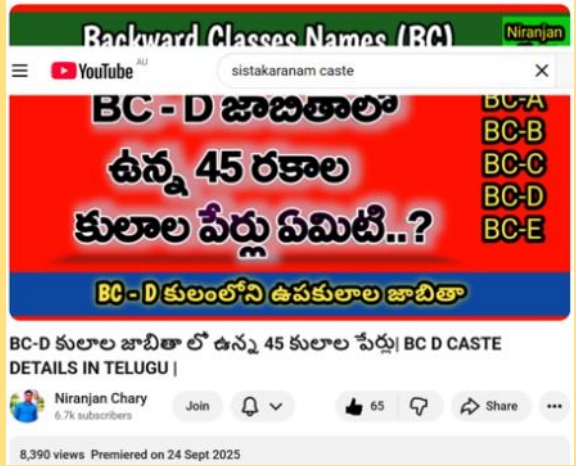 Backward Classes Names (BC)
Niranjan
YouTube AU
sistakaranam caste
BC - D జాబితాలో
ఉన్న 45 రకాల
కులాల పేర్లు ఏమిటి..?
BC-A
BC-B
BC-C
BC-D
BC-E
BC - D కులంలోని ఉపకులాల జాబితా
BC-D కులాల జాబితా లో ఉన్న 45 కులాల పేర్లు| BC D CASTE
DETAILS IN TELUGU |
Niranjan Chary
6.7k subscribers
Join
65
Share
8,390 views Premiered on 24 Sept 2025